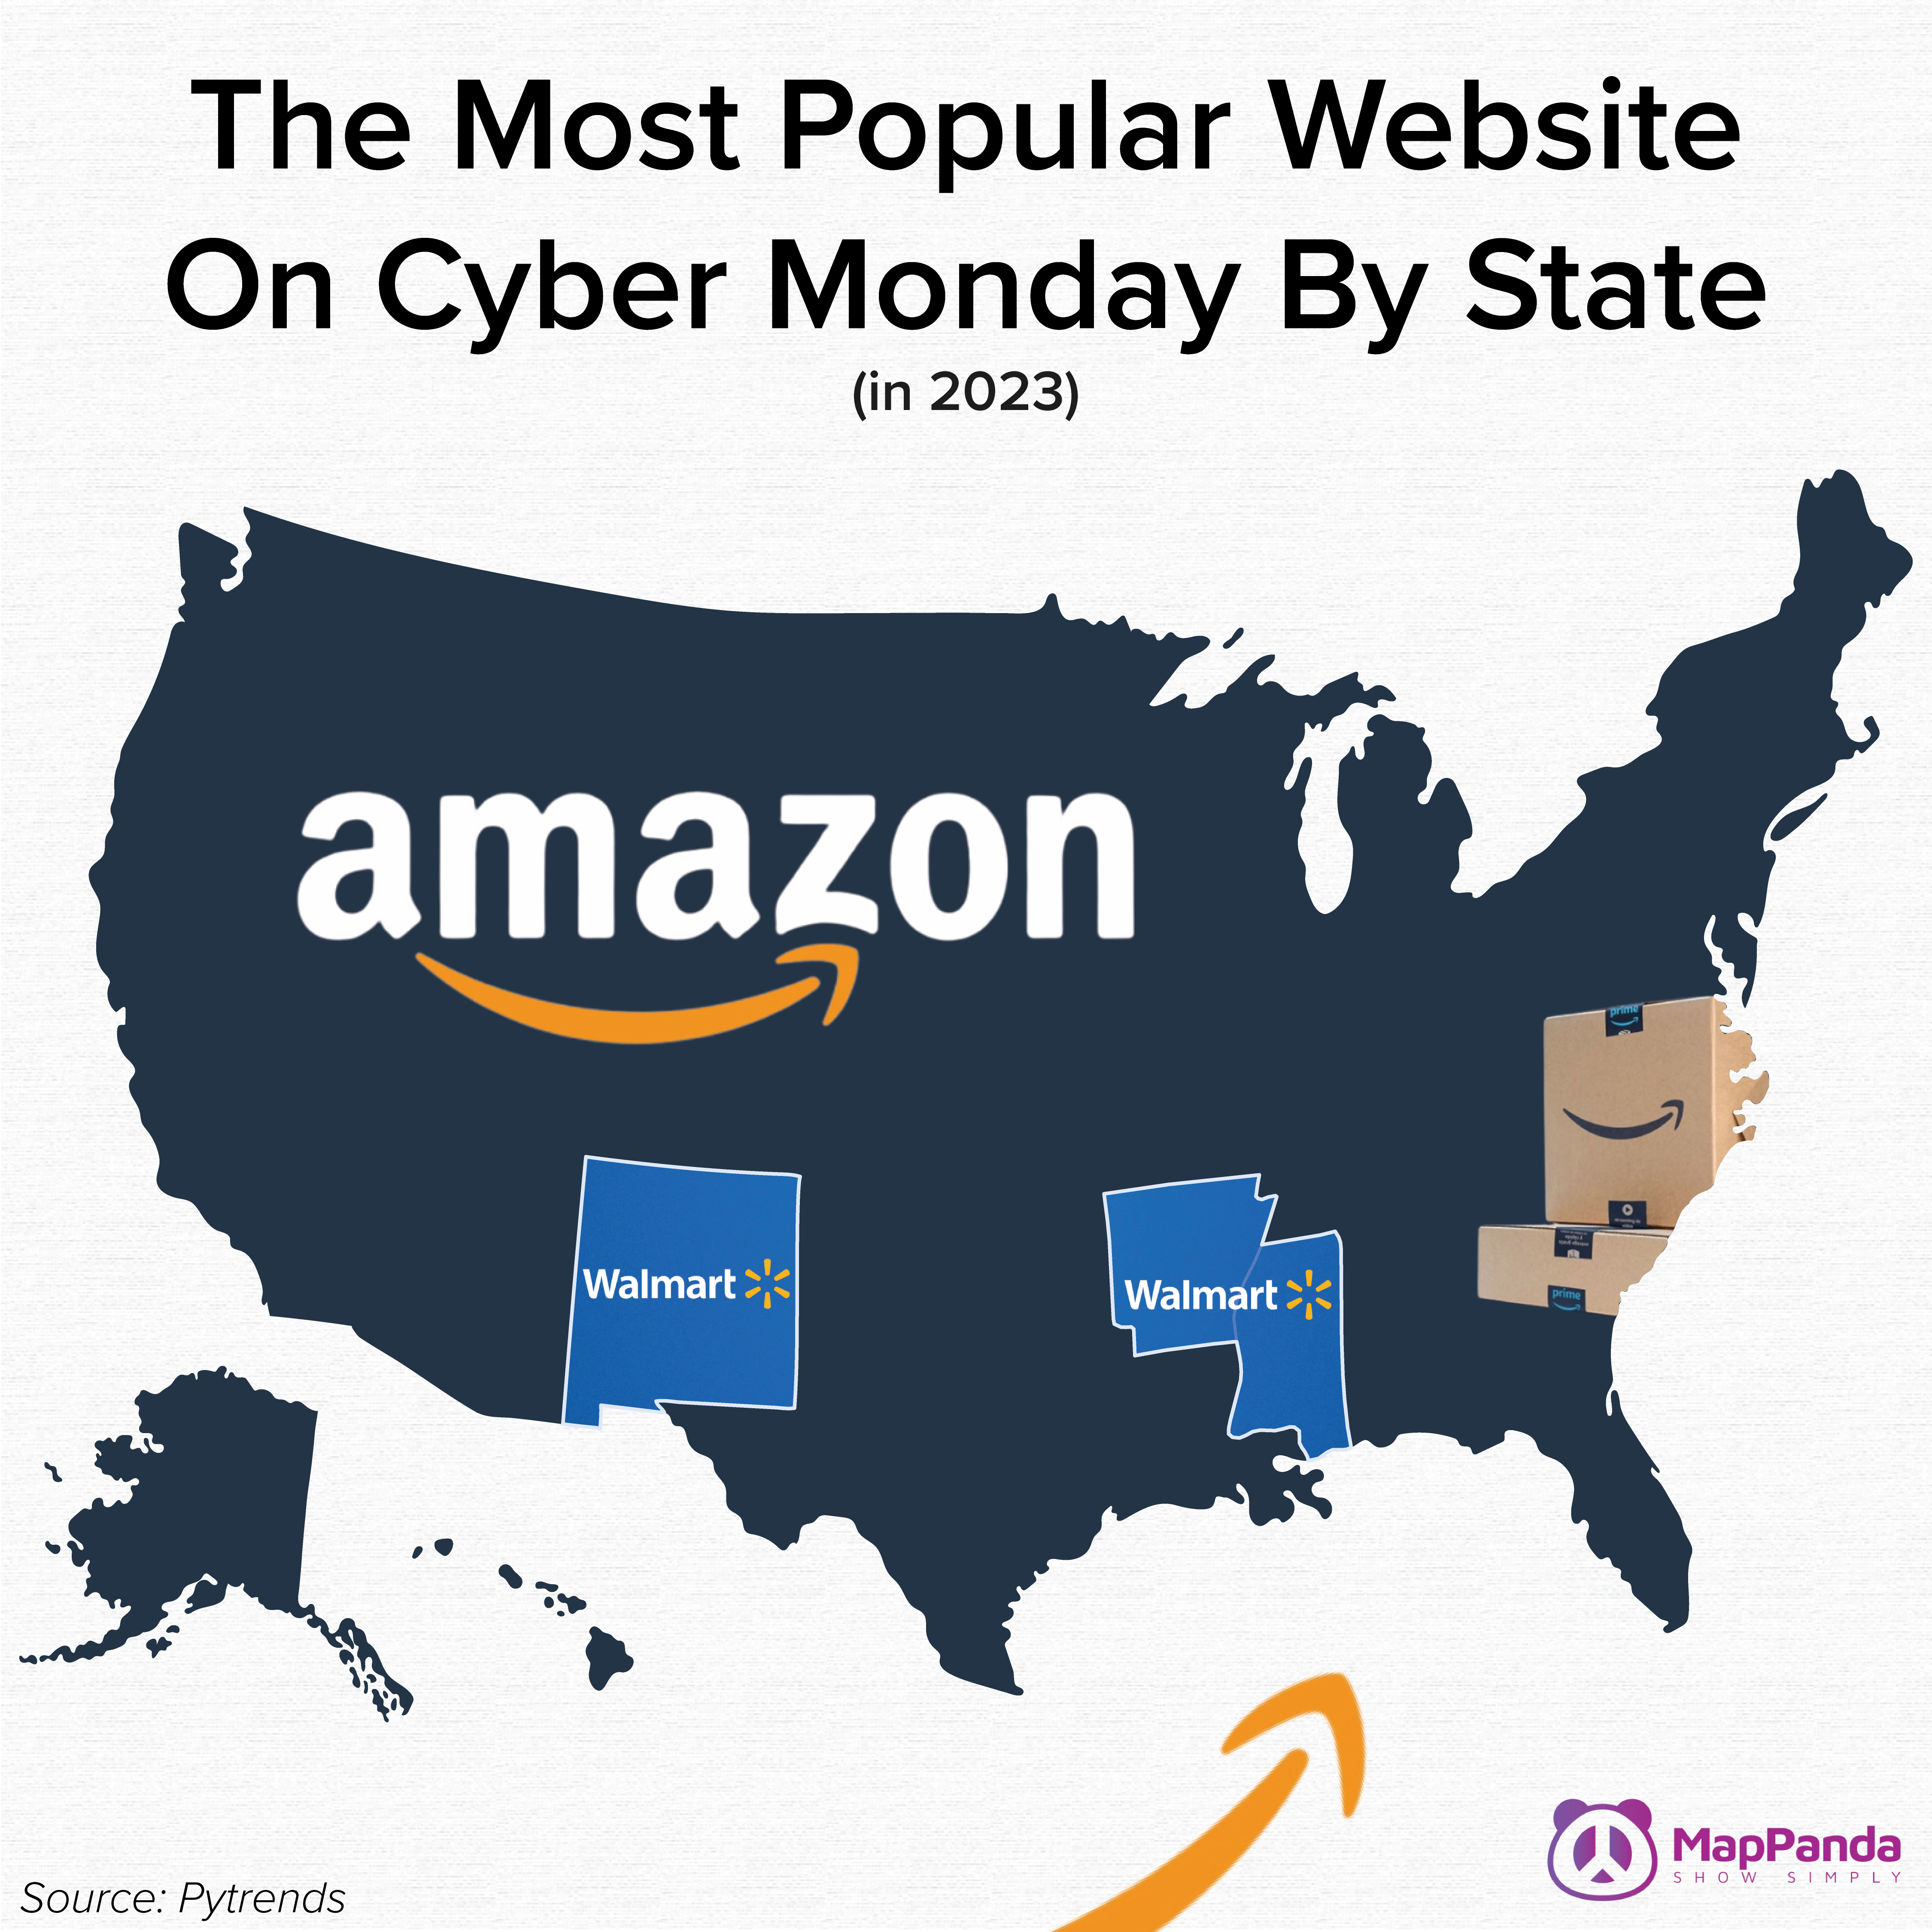 The Most Popular Website
On Cyber Monday By State
(in 2023)
amazon
prime
Walmart
Walmart
prime
MapPanda
SHOW SIMPLY
Source: Pytrends